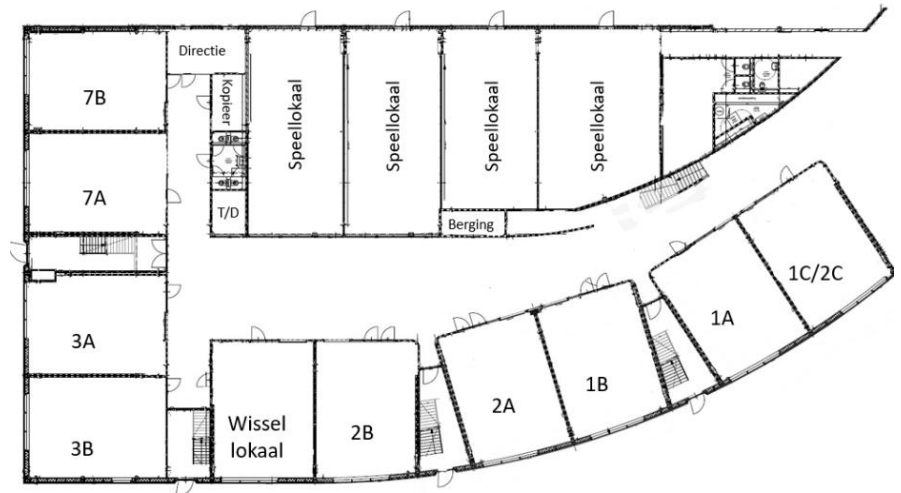 Directie
7B
Kopieer
Speellokaal
Speellokaal
Speellokaal
Speellokaal
7A
T/D
Berging
1C/2C
1A
3A
1B
2A
Wissel
lokaal
2B
3B